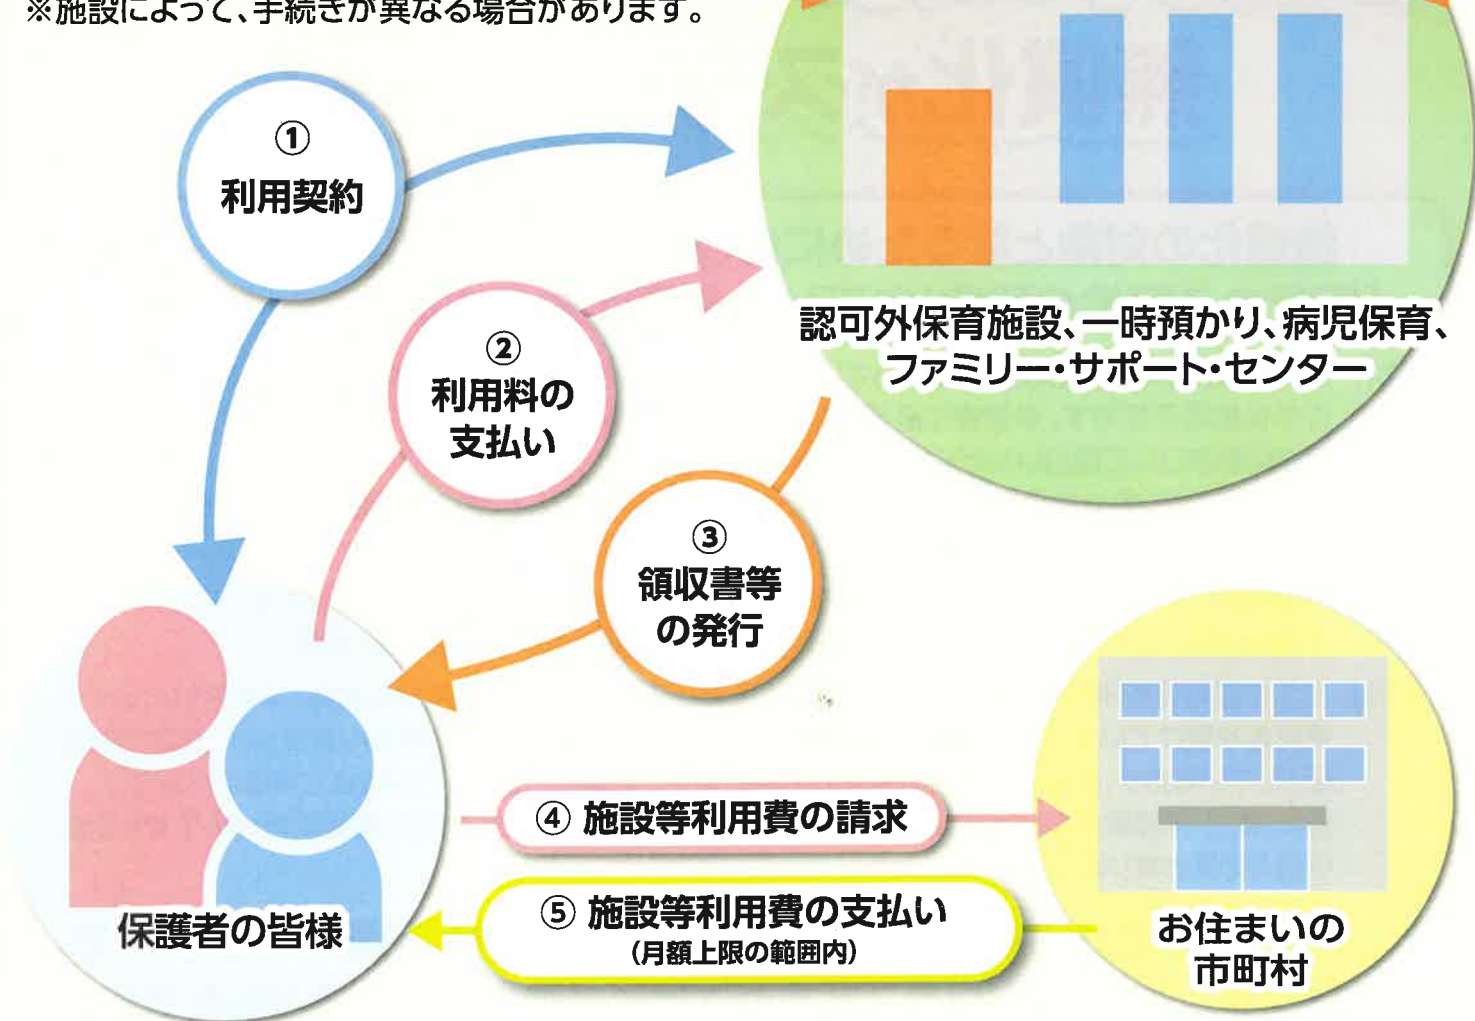 ※施設によって、手続きが異なる場合があります。
①
利用契約
②
利用料の
支払い
認可外保育施設、一時預かり、病児保育、
ファミリー・サポート・センター
③
領収書等
の発行
④ 施設等利用費の請求
⑤ 施設等利用費の支払い
(月額上限の範囲内)
保護者の皆様
お住まいの
市町村